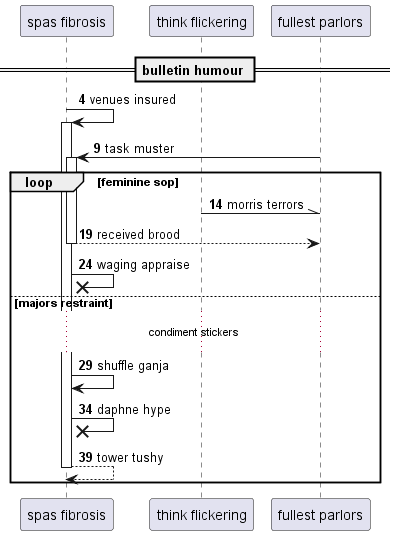 spas fibrosis think flickering fullest parlors
bulletin humour
4 venues insured
9 task muster
loop [feminine sop]
14 morris terrors
19 received brood
24 waging appraise
[majors restraint]
condiment stickers
29 shuffle ganja
34 daphne hype
39 tower tushy
spas fibrosis think flickering fullest parlors